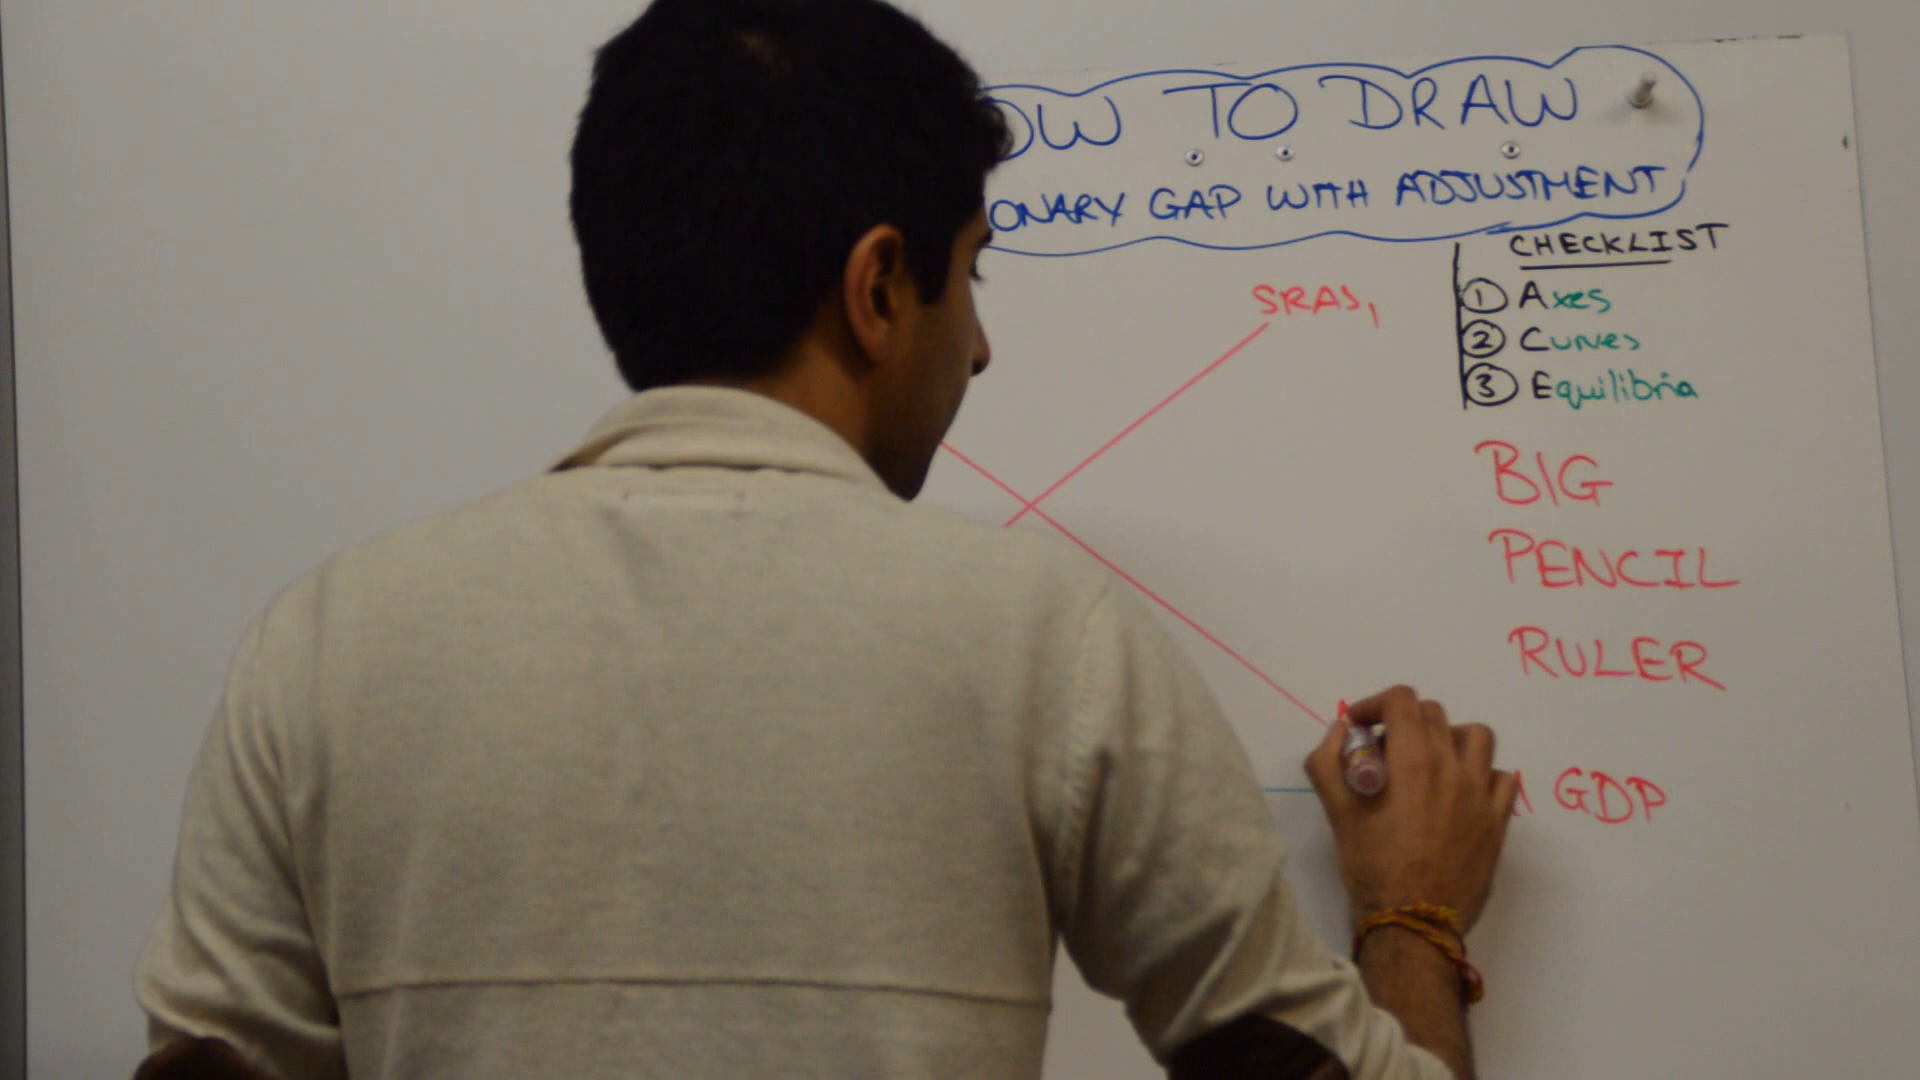 OW TO DRAW
ONARY GAP WITH ADJUSTMENT
CHECKLIST
① Axes
② Curves
③ Equilibria
SRAS₁
BIG
PENCIL
RULER
GDP